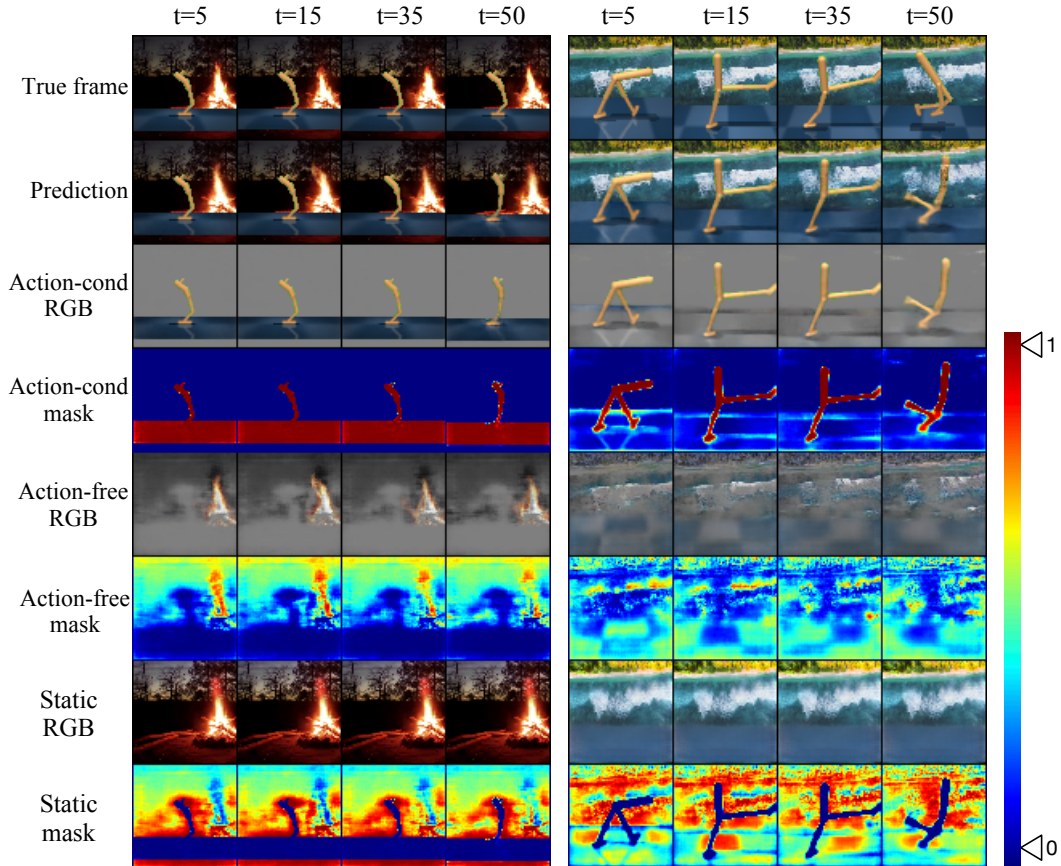 t=5 t=15 t=35 t=50 t=5 t=15 t=35 t=50
True frame
Prediction
Action-cond
RGB
1
Action-cond
mask
Action-free
RGB
Action-free
mask
Static
RGB
Static
mask
0